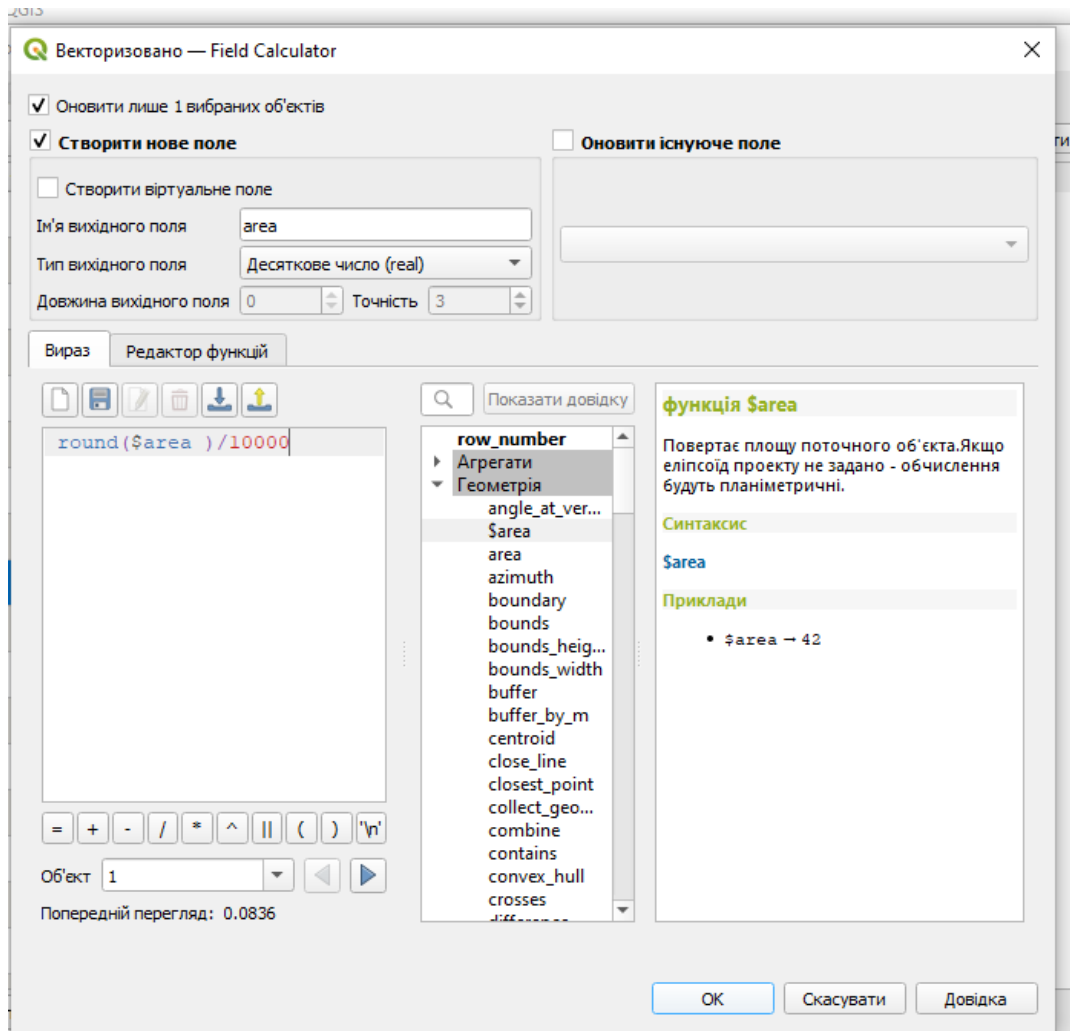 QGIS
Векторизовано — Field Calculator
Оновити лише 1 вибраних об'єктів
Створити нове поле
Оновити існуюче поле
Створити віртуальне поле
Ім'я вихідного поля area
Тип вихідного поля Десяткове число (real)
Довжина вихідного поля 0 Точність 3
Вираз Редактор функцій
round($area )/10000
= + - / * ^ || ( ) '\n'
Об'єкт 1
Попередній перегляд: 0.0836
Показати довідку
row_number
Агрегати
Геометрія
angle_at_ver...
$area
area
azimuth
boundary
bounds
bounds_heig...
bounds_width
buffer
buffer_by_m
centroid
close_line
closest_point
collect_geo...
combine
contains
convex_hull
crosses
difference
функція $area
Повертає площу поточного об'єкта.Якщо
еліпсоїд проекту не задано - обчислення
будуть планіметричні.
Синтаксис
$area
Приклади
• $area → 42
OK Скасувати Довідка